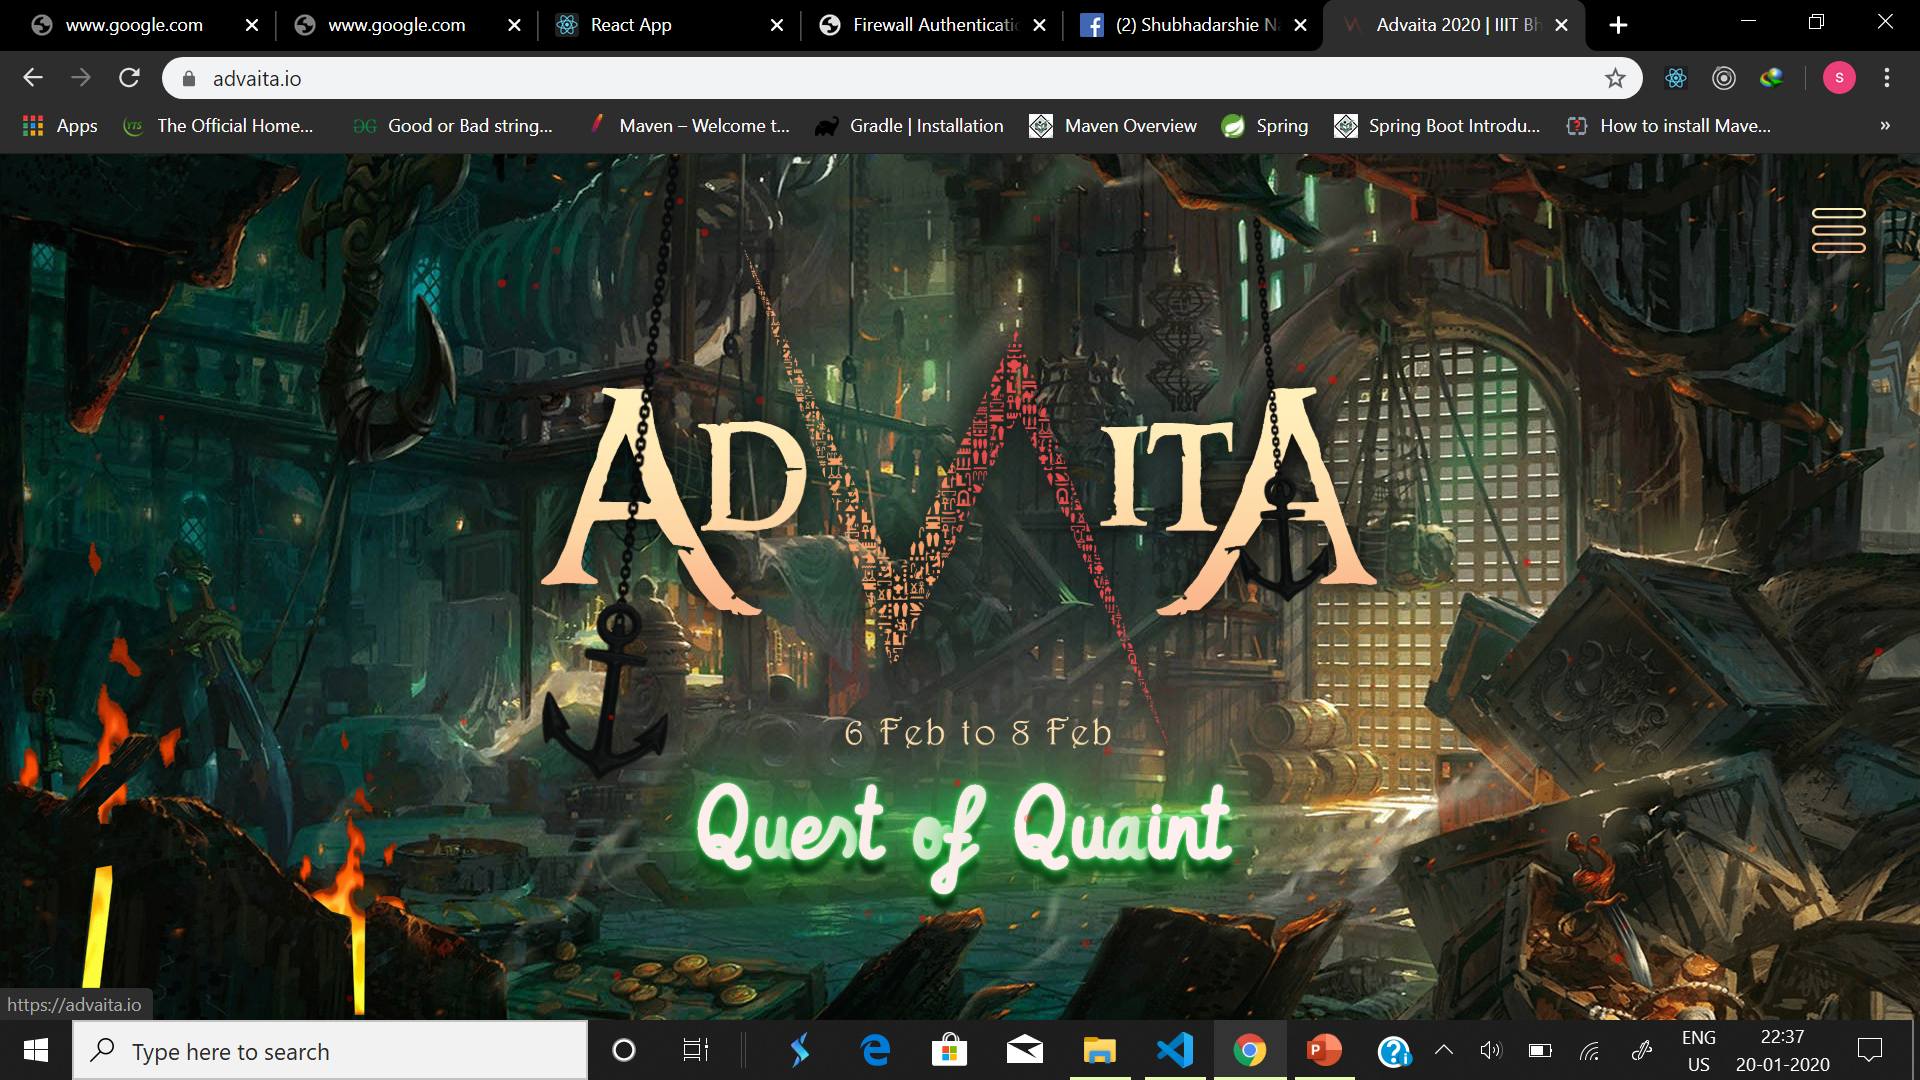 www.google.com
www.google.com
React App
Firewall Authenticatic
(2) Shubhadarshie Na
Advaita 2020 | IIIT Bh
advaita.io
S
Apps
YTS
The Official Home...
Good or Bad string...
Maven – Welcome t...
Gradle | Installation
Maven Overview
Spring
Spring Boot Introdu...
How to install Mave...
»
ADVAITA
6 Feb to 8 Feb
Quest of Quaint
https://advaita.io
Type here to search
ENG
US
22:37
20-01-2020